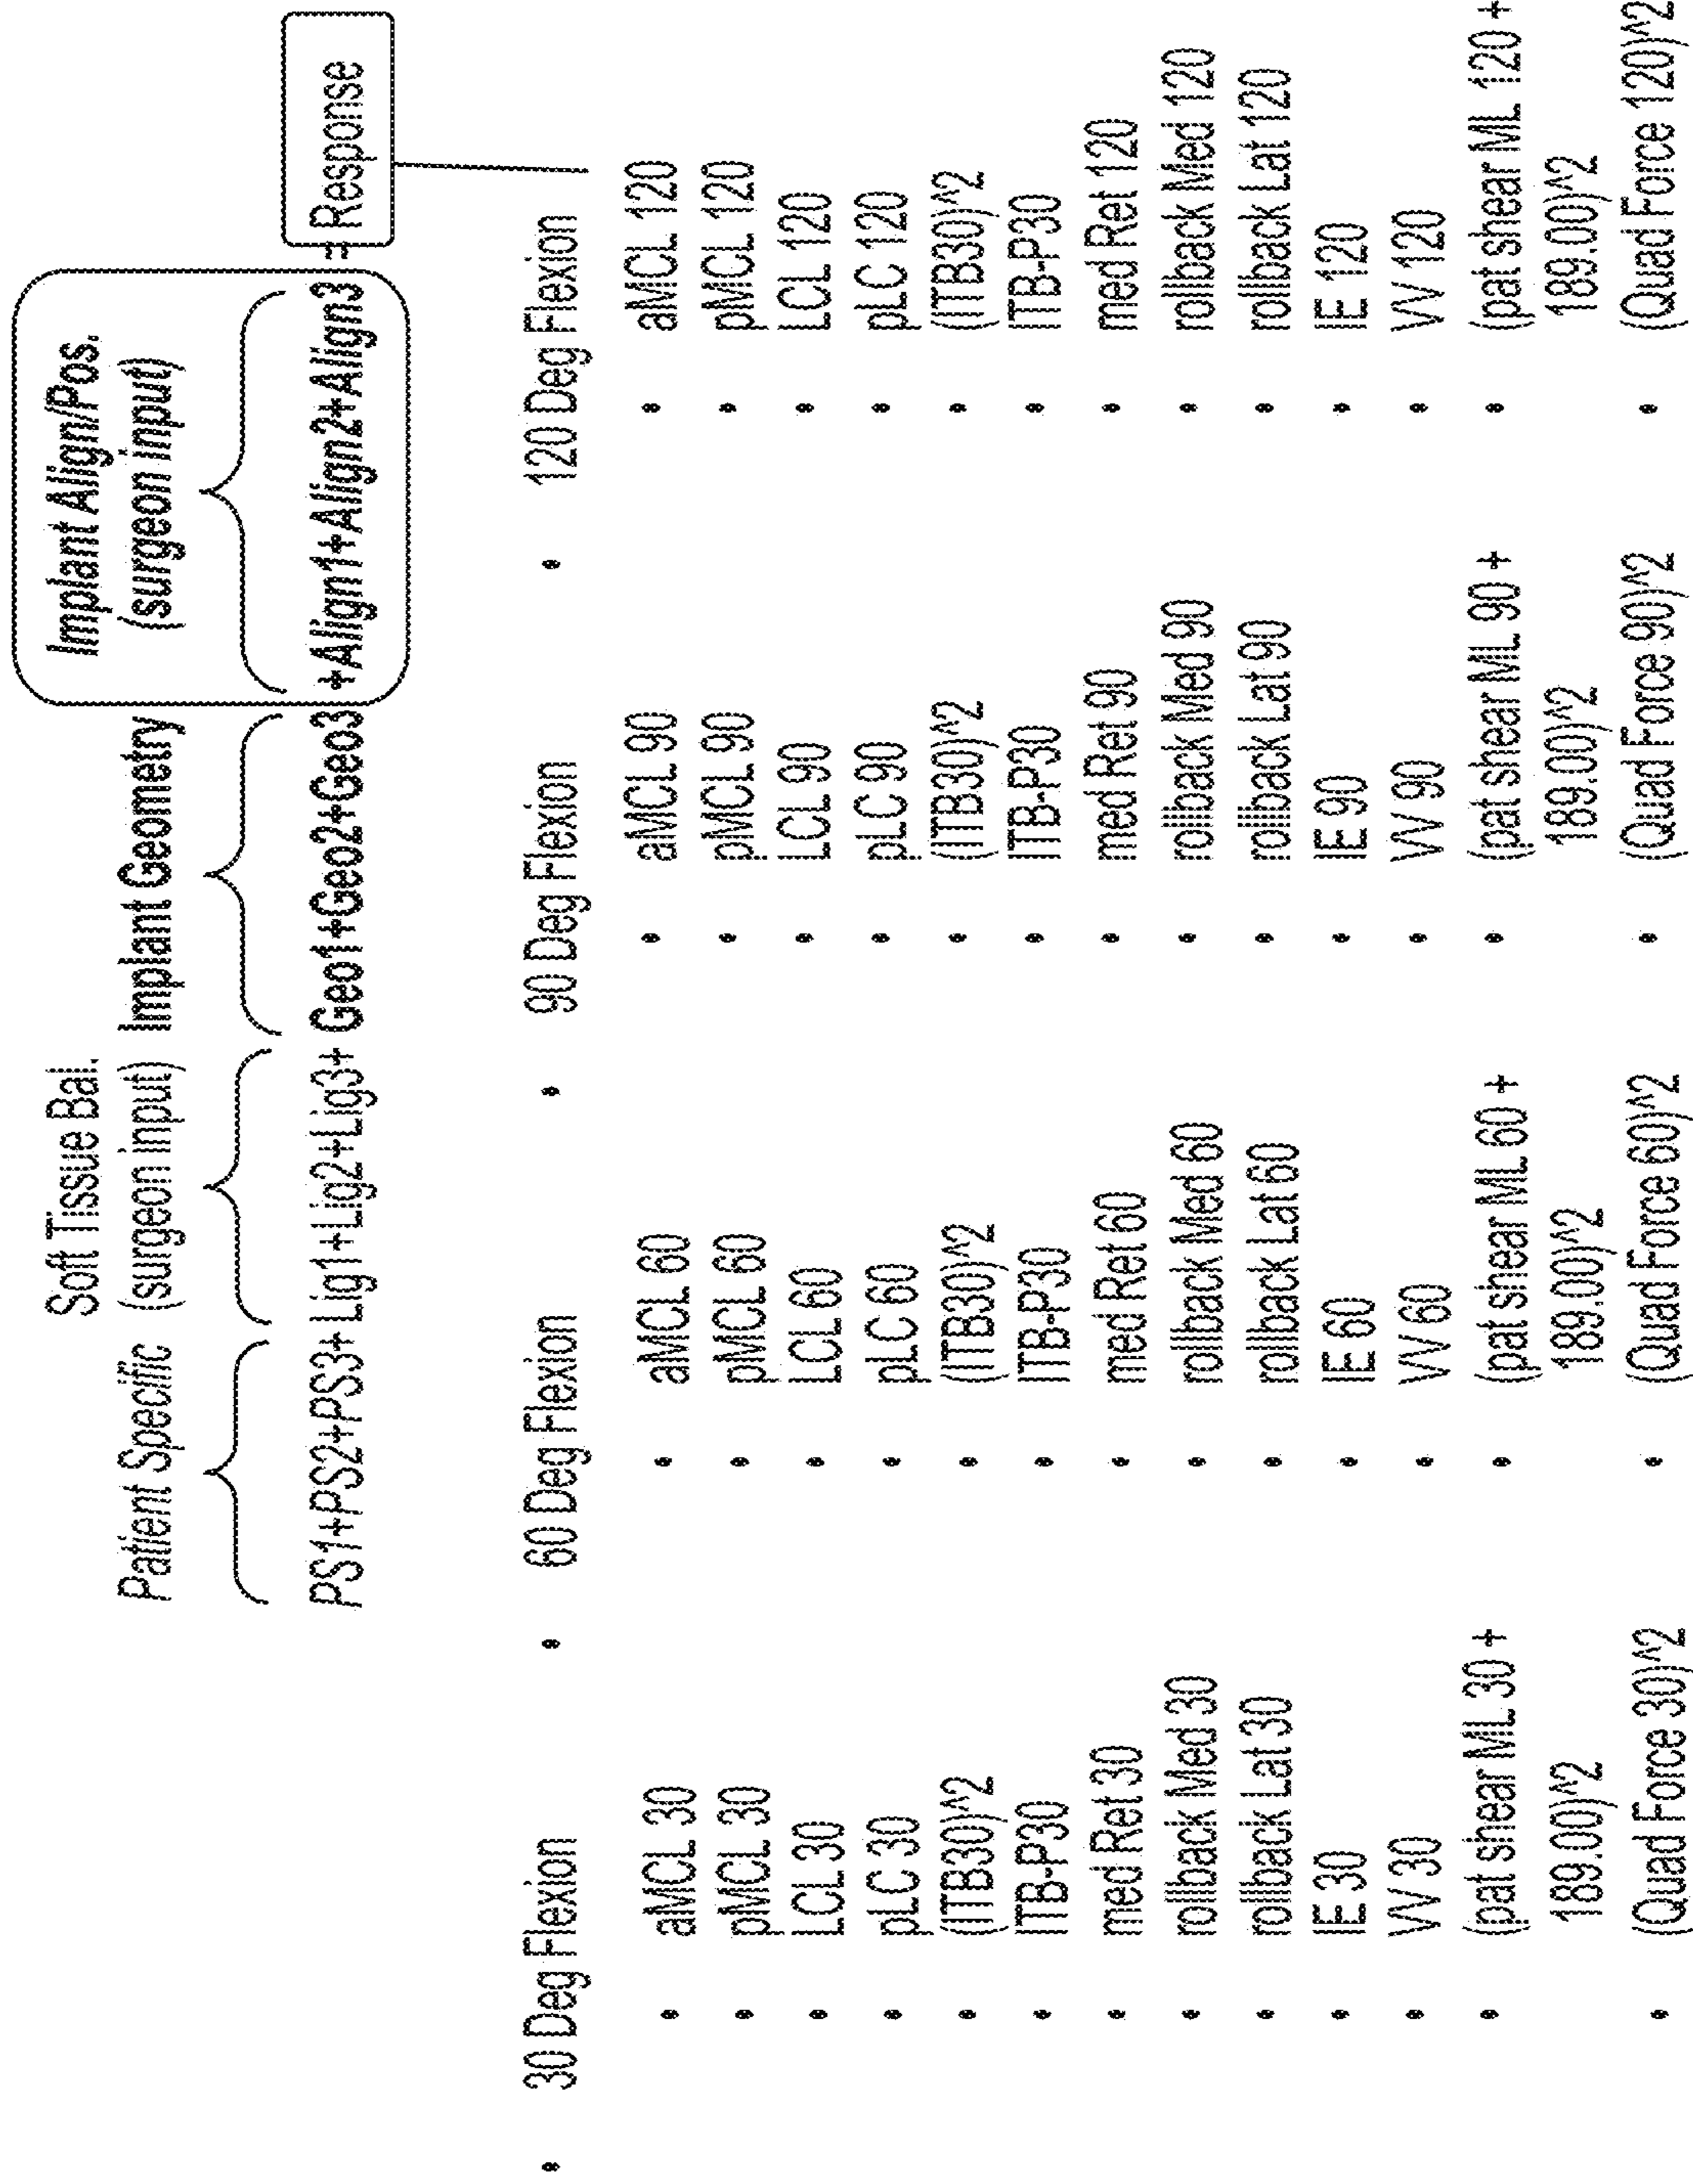 Soft Tissue Bal. Implant Align/Pos.
Patient Specific (surgeon input) Implant Geometry (surgeon input)
PS1+PS2+PS3+ Lig1+Lig2+Lig3+ Geo1+Geo2+Geo3 +Align1+Align2+Align3 = Response
• 30 Deg Flexion
• aMCL 30
• pMCL 30
• LCL 30
• pLC 30
• (ITB30)^2
• ITB-P30
• med Ret 30
• rollback Med 30
• rollback Lat 30
• IE 30
• VV 30
• (pat shear ML 30 +
189.00)^2
• (Quad Force 30)^2
• 60 Deg Flexion
• aMCL 60
• pMCL 60
• LCL 60
• pLC 60
• (ITB30)^2
• ITB-P30
• med Ret 60
• rollback Med 60
• rollback Lat 60
• IE 60
• VV 60
• (pat shear ML 60 +
189.00)^2
• (Quad Force 60)^2
• 90 Deg Flexion
• aMCL 90
• pMCL 90
• LCL 90
• pLC 90
• (ITB30)^2
• ITB-P30
• med Ret 90
• rollback Med 90
• rollback Lat 90
• IE 90
• VV 90
• (pat shear ML 90 +
189.00)^2
• (Quad Force 90)^2
• 120 Deg Flexion
• aMCL 120
• pMCL 120
• LCL 120
• pLC 120
• (ITB30)^2
• ITB-P30
• med Ret 120
• rollback Med 120
• rollback Lat 120
• IE 120
• VV 120
• (pat shear ML 120 +
189.00)^2
• (Quad Force 120)^2